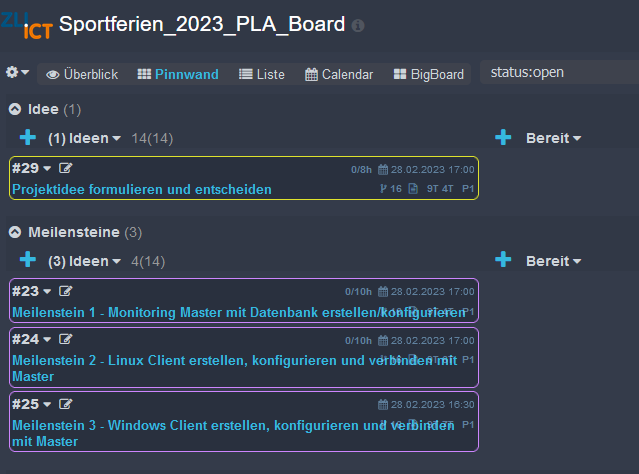 ZLI ICT Sportferien_2023_PLA_Board
Überblick Pinnwand Liste Calendar BigBoard status:open
Idee (1)
(1) Ideen 14(14) Bereit
#29 0/8h 28.02.2023 17:00
Projektidee formulieren und entscheiden 16 9T 4T P1
Meilensteine (3)
(3) Ideen 4(14) Bereit
#23 0/10h 28.02.2023 17:00
Meilenstein 1 - Monitoring Master mit Datenbank erstellen/konfigurieren P1
#24 0/10h 28.02.2023 17:00
Meilenstein 2 - Linux Client erstellen, konfigurieren und verbinden mit P1
Master
#25 28.02.2023 16:30
Meilenstein 3 - Windows Client erstellen, konfigurieren und verbinden P1
mit Master